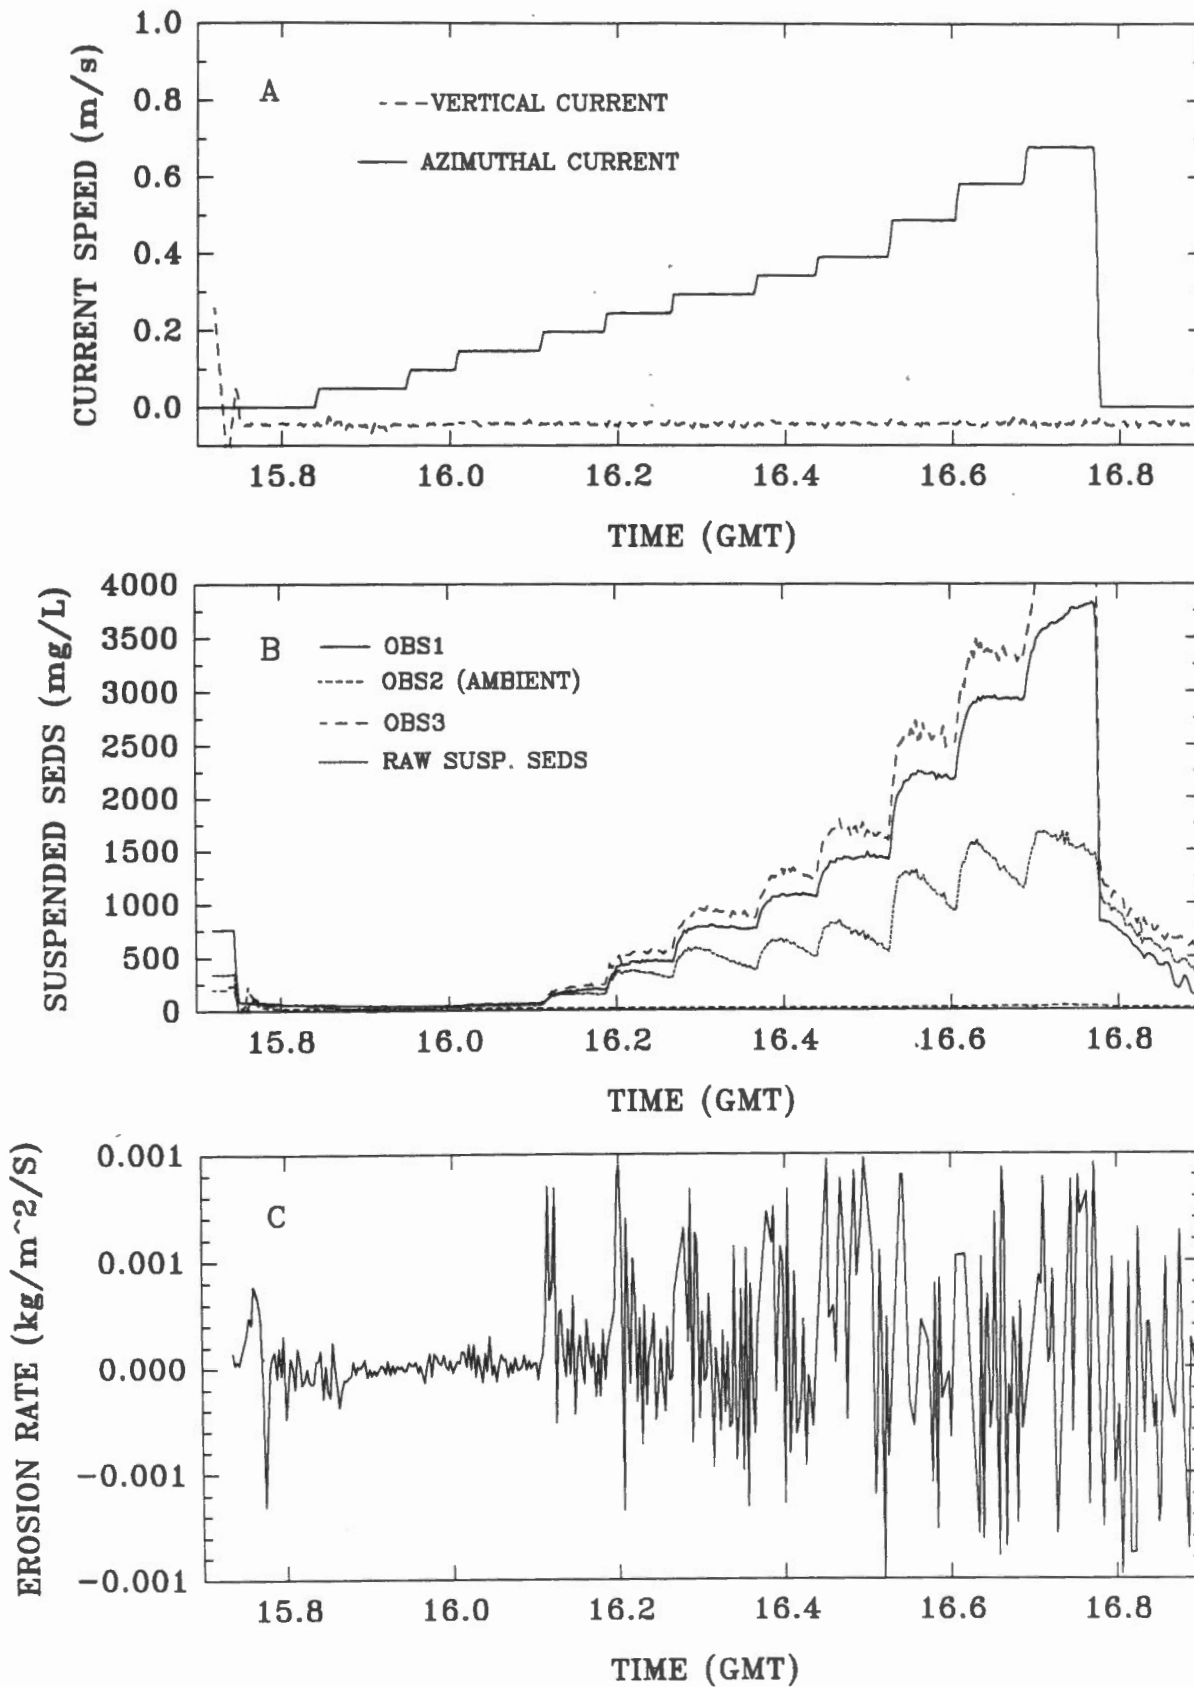 1.0
0.8
0.6
0.4
0.2
0.0
CURRENT SPEED (m/s)
A
VERTICAL CURRENT
AZIMUTHAL CURRENT
15.8 16.0 16.2 16.4 16.6 16.8
TIME (GMT)
4000
3500
3000
2500
2000
1500
1000
500
0
SUSPENDED SEDS (mg/L)
B
OBS1
OBS2 (AMBIENT)
OBS3
RAW SUSP. SEDS
15.8 16.0 16.2 16.4 16.6 16.8
TIME (GMT)
0.001
0.001
0.000
-0.001
-0.001
EROSION RATE (kg/m^2/S)
C
15.8 16.0 16.2 16.4 16.6 16.8
TIME (GMT)